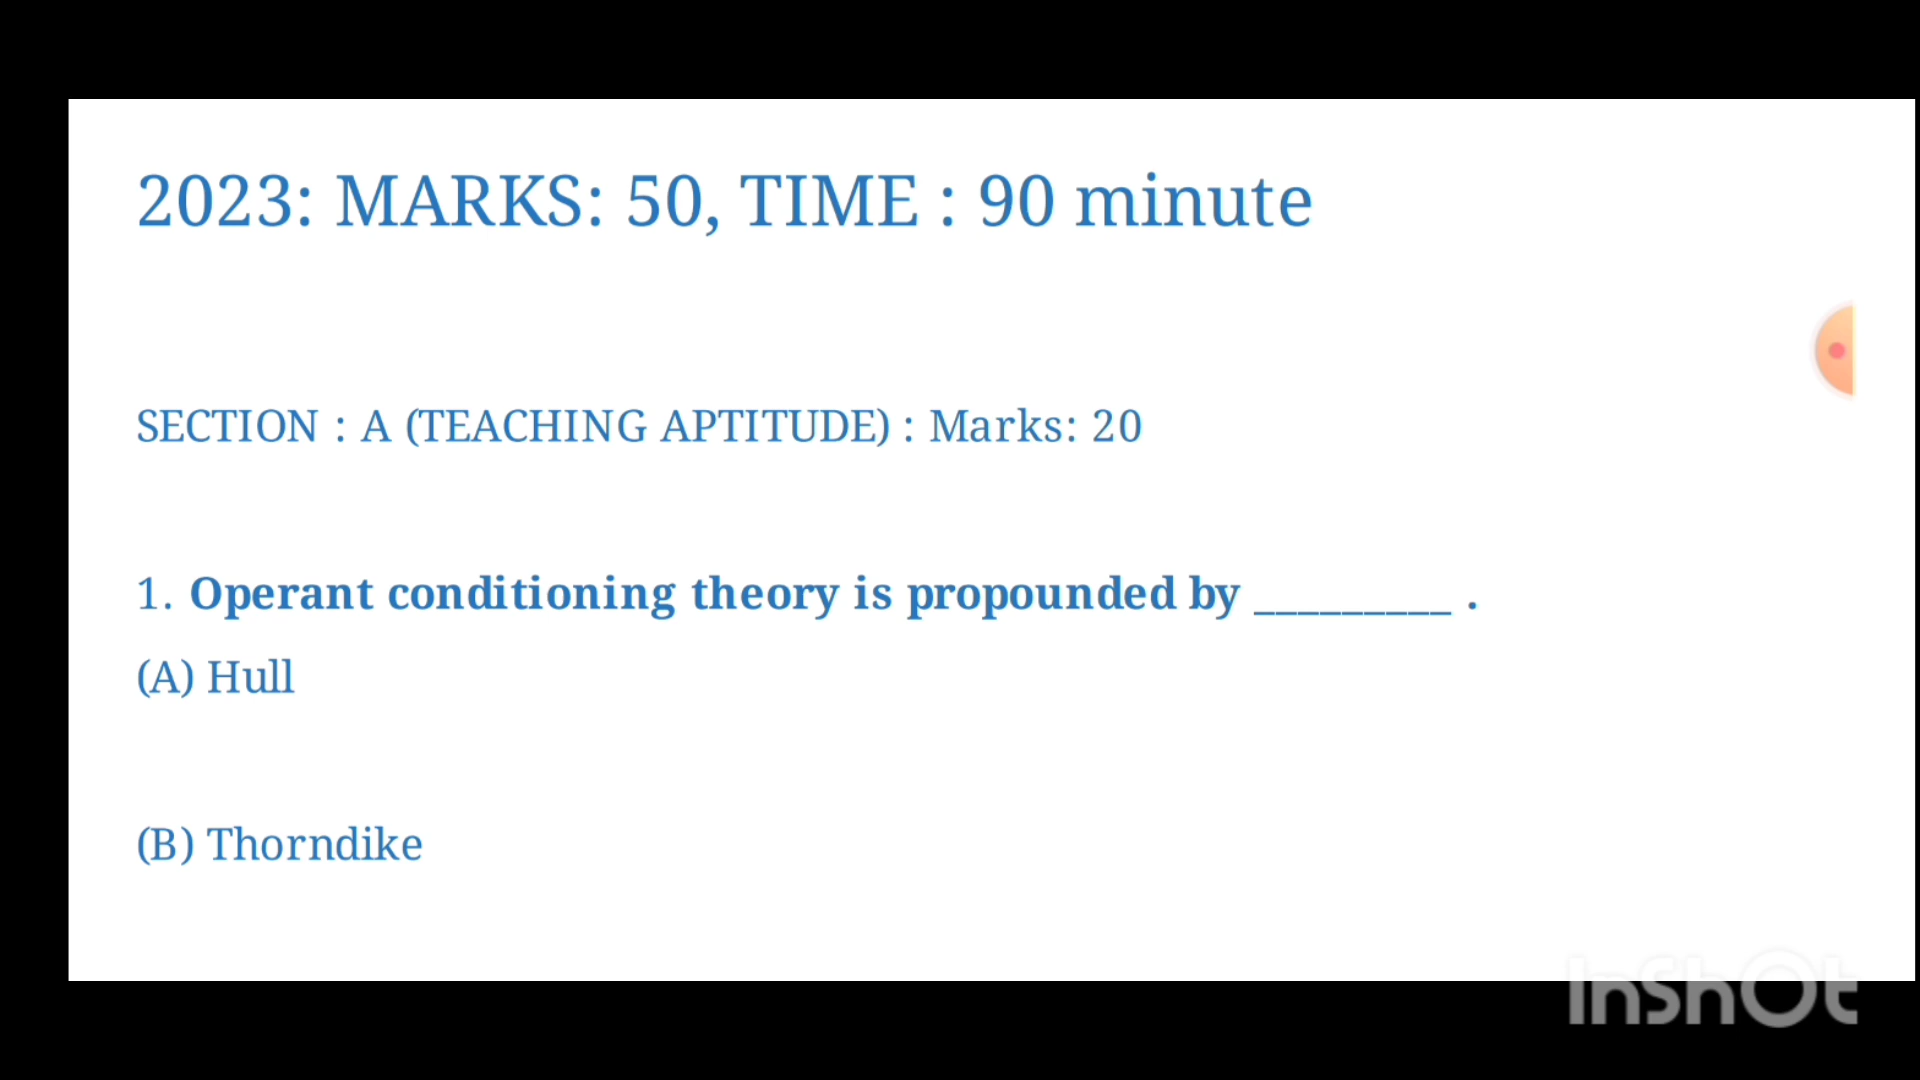 2023: MARKS: 50, TIME : 90 minute
SECTION : A (TEACHING APTITUDE) : Marks: 20
1. Operant conditioning theory is propounded by _________ .
(A) Hull
(B) Thorndike
InShOt